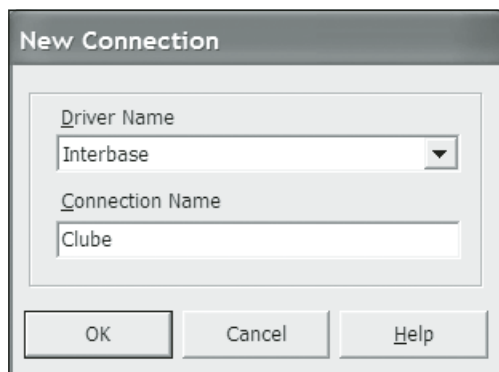 New Connection
Driver Name
Interbase
Connection Name
Clube
OK Cancel Help